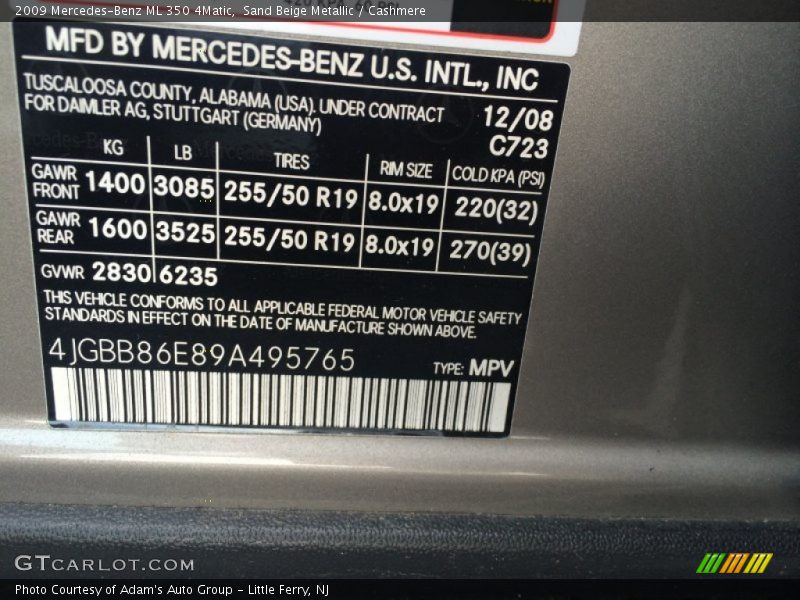 2009 Mercedes-Benz ML 350 4Matic, Sand Beige Metallic / Cashmere
MFD BY MERCEDES-BENZ U.S. INTL., INC
TUSCALOOSA COUNTY, ALABAMA (USA). UNDER CONTRACT
FOR DAIMLER AG, STUTTGART (GERMANY)
12/08
C723
KG LB TIRES RIM SIZE COLD KPA (PSI)
GAWR FRONT 1400 3085 255/50 R19 8.0x19 220(32)
GAWR REAR 1600 3525 255/50 R19 8.0x19 270(39)
GVWR 2830 6235
THIS VEHICLE CONFORMS TO ALL APPLICABLE FEDERAL MOTOR VEHICLE SAFETY
STANDARDS IN EFFECT ON THE DATE OF MANUFACTURE SHOWN ABOVE.
4JGBB86E89A495765
TYPE: MPV
GTCARLOT.COM
Photo Courtesy of Adam's Auto Group - Little Ferry, NJ